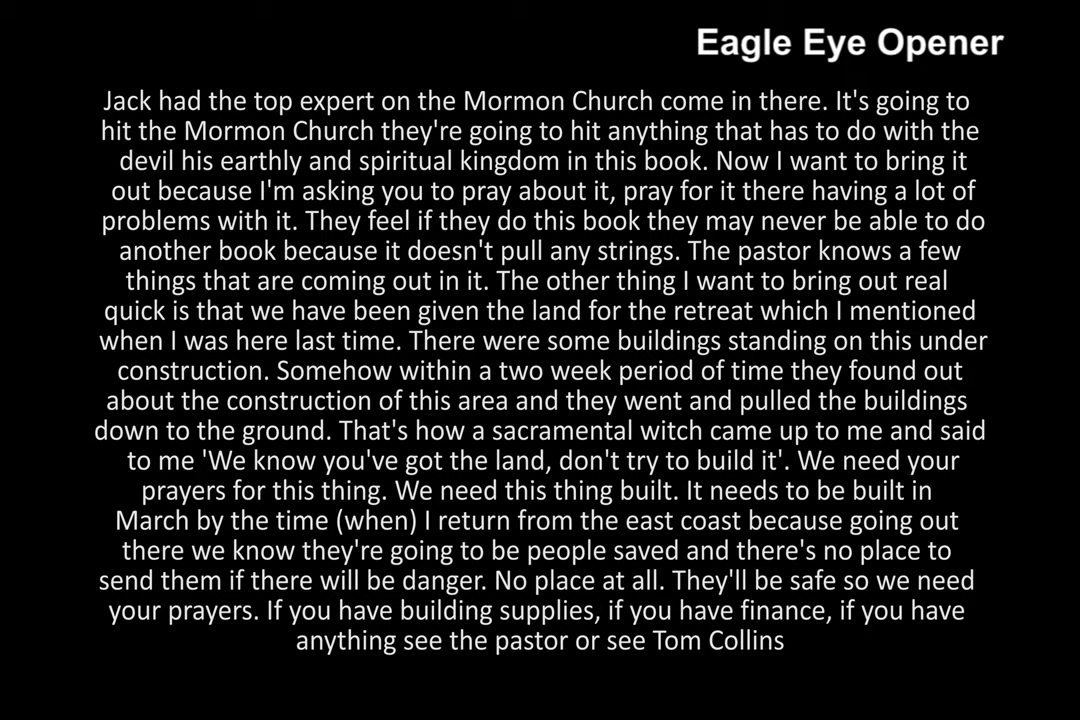 Eagle Eye Opener
Jack had the top expert on the Mormon Church come in there. It's going to
hit the Mormon Church they're going to hit anything that has to do with the
devil his earthly and spiritual kingdom in this book. Now I want to bring it
out because I'm asking you to pray about it, pray for it there having a lot of
problems with it. They feel if they do this book they may never be able to do
another book because it doesn't pull any strings. The pastor knows a few
things that are coming out in it. The other thing I want to bring out real
quick is that we have been given the land for the retreat which I mentioned
when I was here last time. There were some buildings standing on this under
construction. Somehow within a two week period of time they found out
about the construction of this area and they went and pulled the buildings
down to the ground. That's how a sacramental witch came up to me and said
to me 'We know you've got the land, don't try to build it'. We need your
prayers for this thing. We need this thing built. It needs to be built in
March by the time (when) I return from the east coast because going out
there we know they're going to be people saved and there's no place to
send them if there will be danger. No place at all. They'll be safe so we need
your prayers. If you have building supplies, if you have finance, if you have
anything see the pastor or see Tom Collins